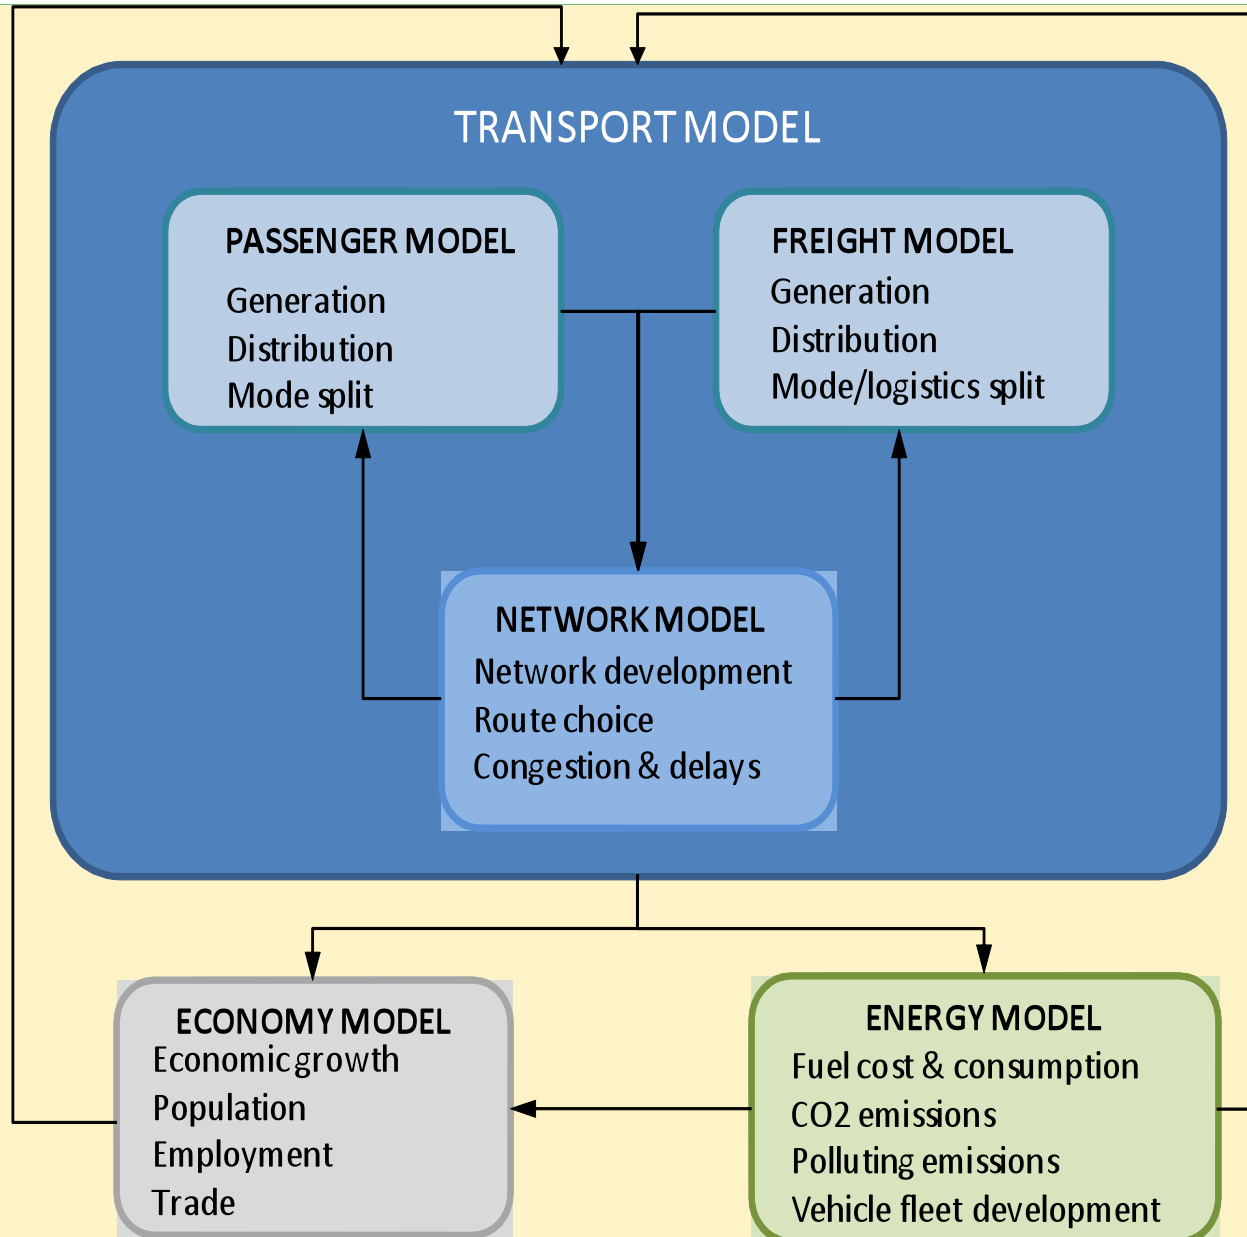 TRANSPORT MODEL
PASSENGER MODEL
Generation
Distribution
Mode split
FREIGHT MODEL
Generation
Distribution
Mode/logistics split
NETWORK MODEL
Network development
Route choice
Congestion & delays
ECONOMY MODEL
Economic growth
Population
Employment
Trade
ENERGY MODEL
Fuel cost & consumption
CO2 emissions
Polluting emissions
Vehicle fleet development